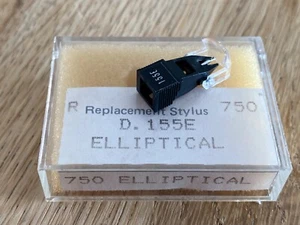 155E
R Replacement Stylus 750
D.155E
ELLIPTICAL
750 ELLIPTICAL